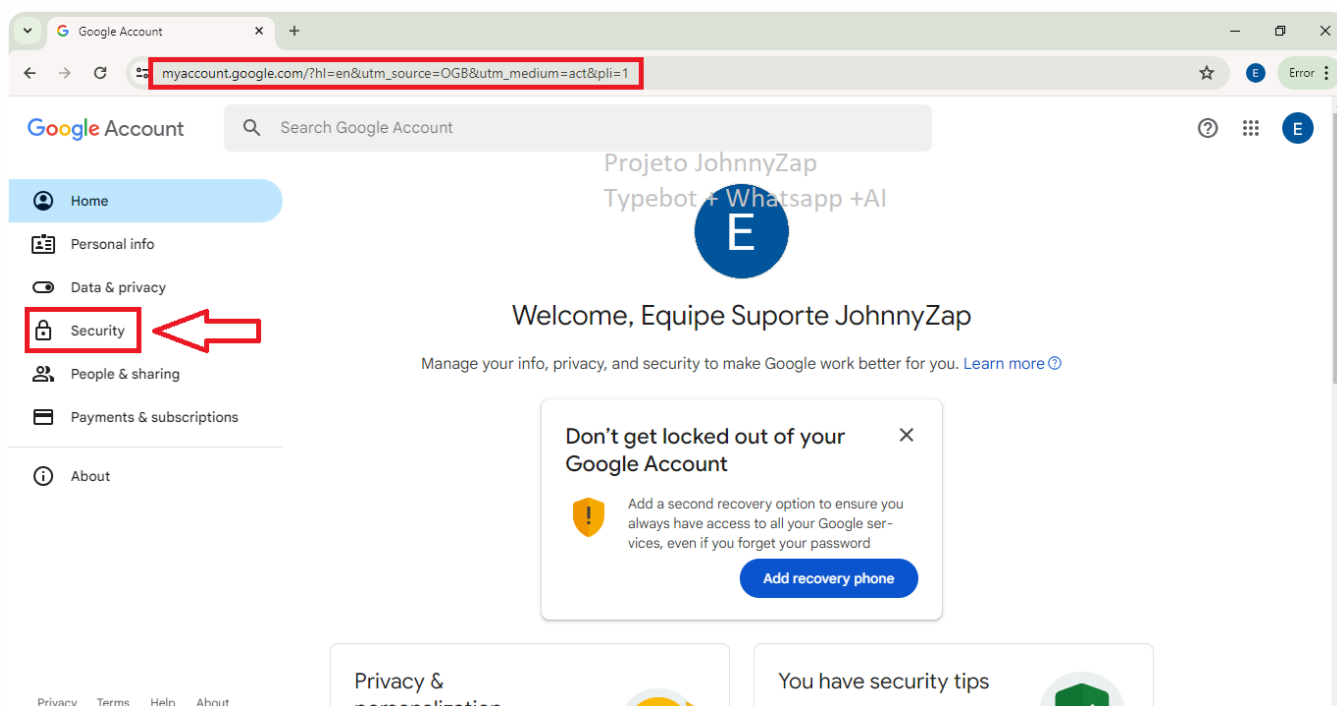 Google Account
myaccount.google.com/?hl=en&utm_source=OGB&utm_medium=act&pli=1
E
Error
Google Account
Search Google Account
E
Projeto JohnnyZap
Typebot + Whatsapp +AI
E
Home
Personal info
Data & privacy
Security
People & sharing
Payments & subscriptions
About
Welcome, Equipe Suporte JohnnyZap
Manage your info, privacy, and security to make Google work better for you. Learn more
Don't get locked out of your
Google Account
Add a second recovery option to ensure you
always have access to all your Google ser-
vices, even if you forget your password
Add recovery phone
Privacy &
personalization
You have security tips
Privacy Terms Help About